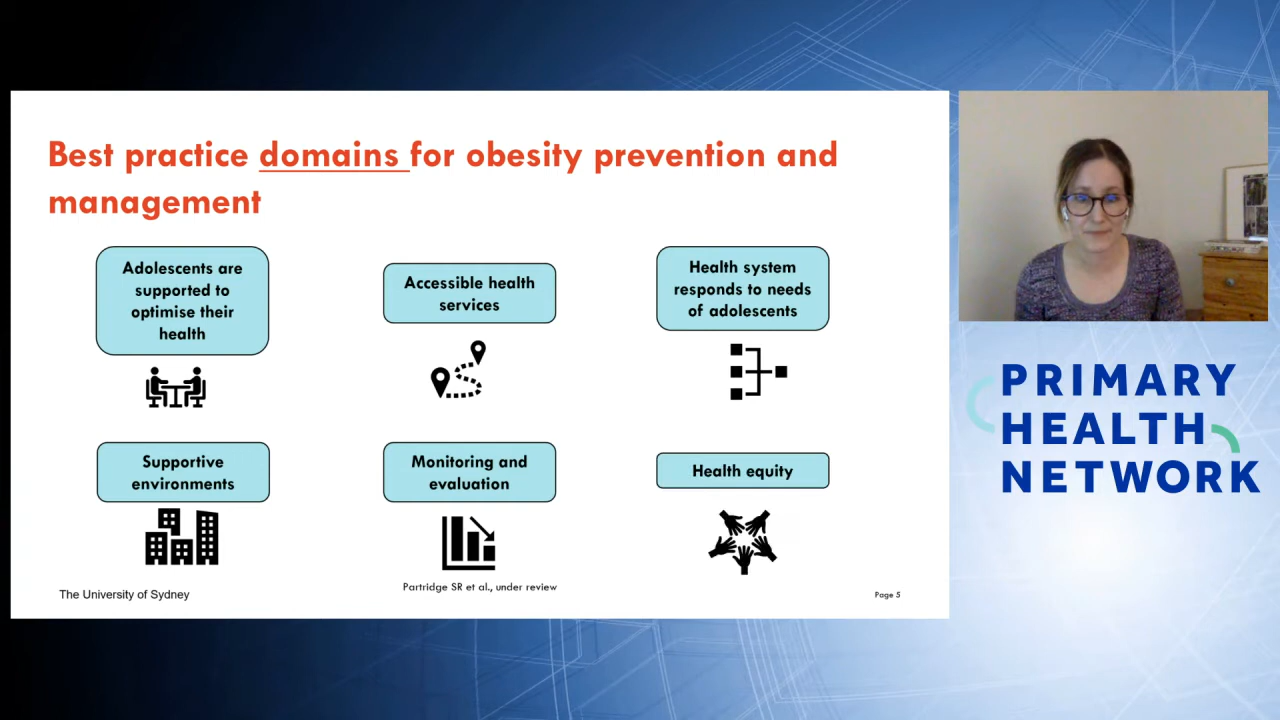 Best practice domains for obesity prevention and
management
Adolescents are
supported to
optimise their
health
Accessible health
services
Health system
responds to needs
of adolescents
Supportive
environments
Monitoring and
evaluation
Health equity
Partridge SR et al., under review
The University of Sydney
Page 5
PRIMARY
HEALTH
NETWORK